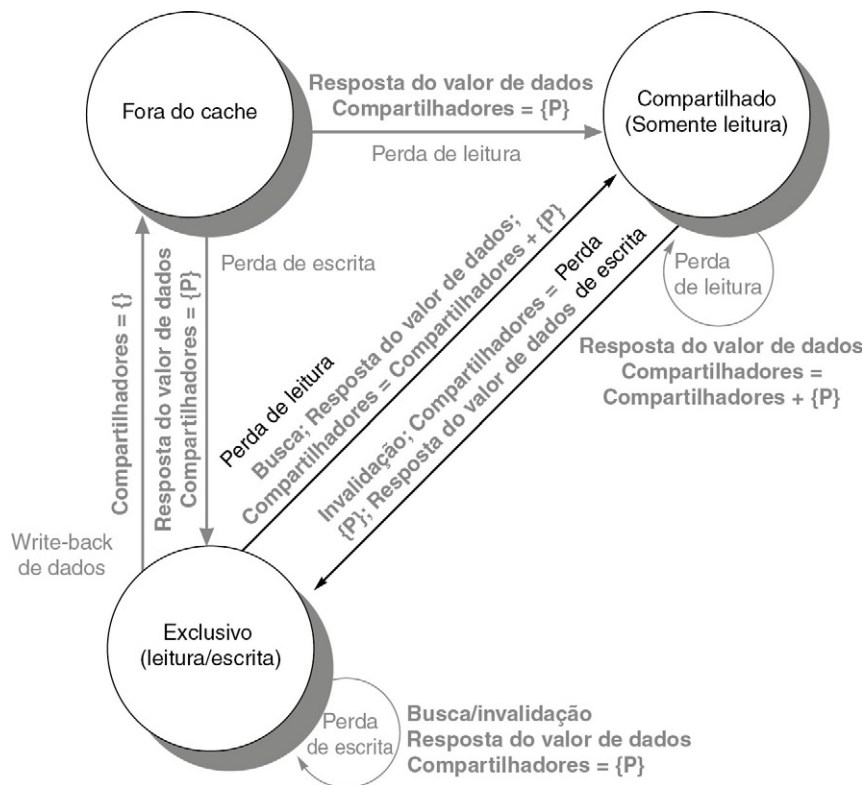 Fora do cache
Resposta do valor de dados
Compartilhadores = {P}
Perda de leitura
Compartilhado
(Somente leitura)
Perda de escrita
Compartilhadores = {}
Resposta do valor de dados
Compartilhadores = {P}
Perda de leitura
Busca; Resposta do valor de dados;
Compartilhadores = Compartilhadores + {P}
Invalidação; Compartilhadores = Perda
{P}; Resposta do valor de dados de escrita
Perda
de leitura
Resposta do valor de dados
Compartilhadores =
Compartilhadores + {P}
Write-back
de dados
Exclusivo
(leitura/escrita)
Perda
de escrita
Busca/invalidação
Resposta do valor de dados
Compartilhadores = {P}